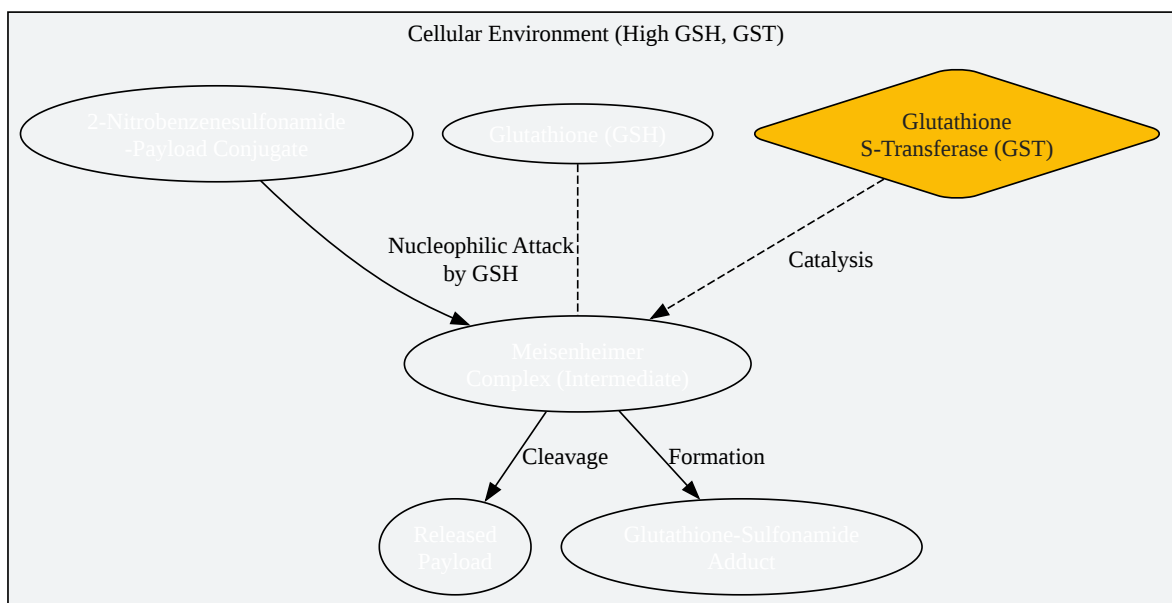 Cellular Environment (High GSH, GST)
2-Nitrobenzenesulfonamide
-Payload Conjugate
Glutathione (GSH)
Glutathione
S-Transferase (GST)
Nucleophilic Attack
by GSH
Catalysis
Meisenheimer
Complex (Intermediate)
Cleavage
Formation
Released
Payload
Glutathione-Sulfonamide
Adduct